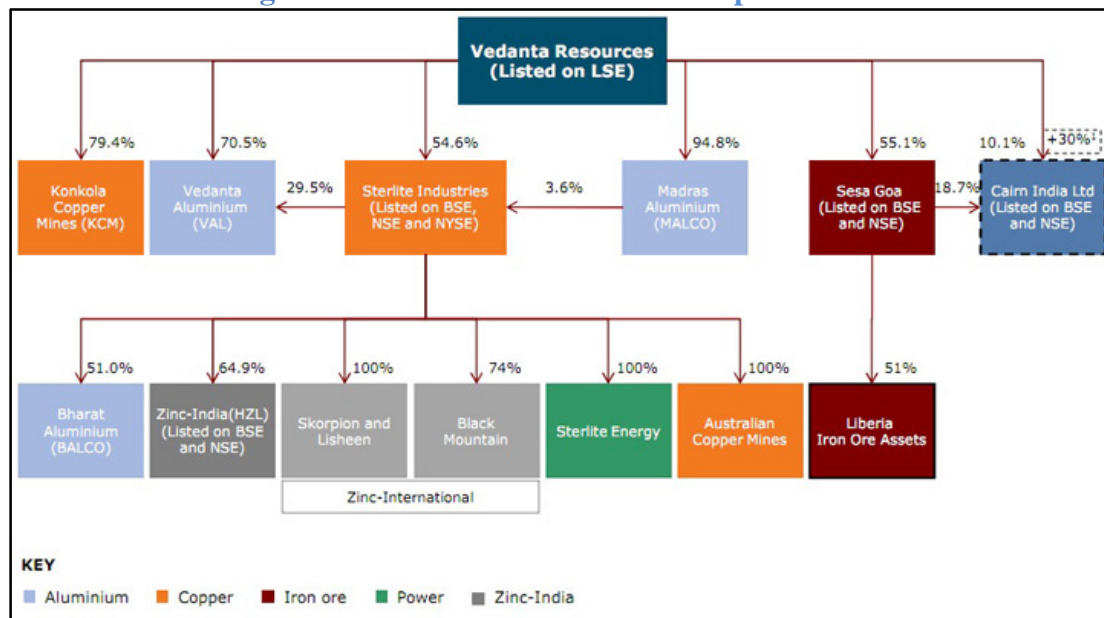 Vedanta Resources
(Listed on LSE)
79.4%
70.5%
54.6%
94.8%
55.1%
10.1%
+30%¹
Konkola
Copper
Mines (KCM)
Vedanta
Aluminium
(VAL)
29.5%
Sterlite Industries
(Listed on BSE,
NSE and NYSE)
3.6%
Madras
Aluminium
(MALCO)
Sesa Goa
(Listed on BSE
and NSE)
18.7%
Cairn India Ltd
(Listed on BSE
and NSE)
51.0%
64.9%
100%
74%
100%
100%
51%
Bharat
Aluminium
(BALCO)
Zinc-India(HZL)
(Listed on BSE
and NSE)
Skorpion and
Lisheen
Black
Mountain
Sterlite Energy
Australian
Copper Mines
Liberia
Iron Ore Assets
Zinc-International
KEY
Aluminium
Copper
Iron ore
Power
Zinc-India